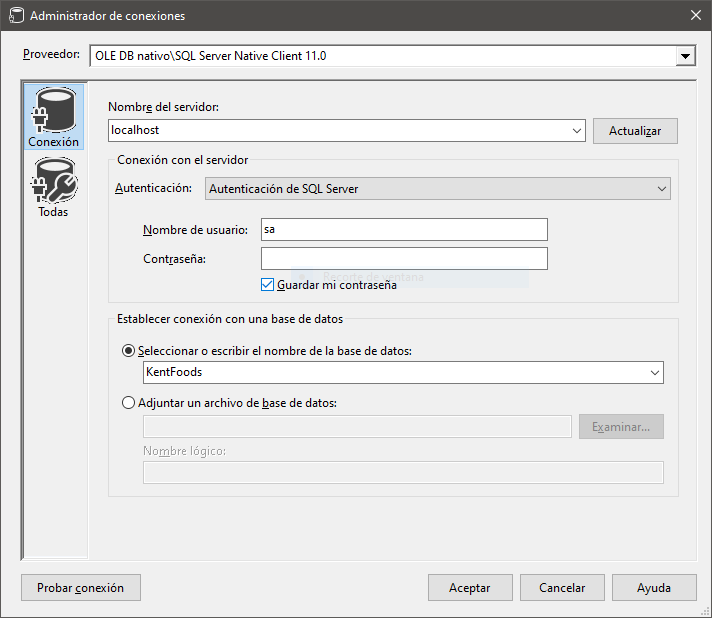 Administrador de conexiones
Proveedor: OLE DB nativo\SQL Server Native Client 11.0
Conexión
Todas
Nombre del servidor:
localhost
Actualizar
Conexión con el servidor
Autenticación: Autenticación de SQL Server
Nombre de usuario: sa
Contraseña:
Recorte de ventana
Guardar mi contraseña
Establecer conexión con una base de datos
Seleccionar o escribir el nombre de la base de datos:
KentFoods
Adjuntar un archivo de base de datos:
Examinar...
Nombre lógico:
Probar conexión
Aceptar
Cancelar
Ayuda